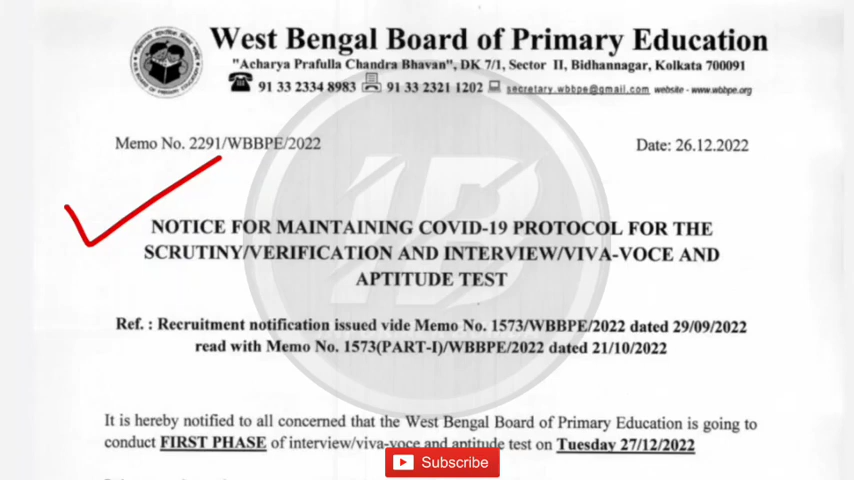 West Bengal Board of Primary Education
"Acharya Prafulla Chandra Bhavan", DK 7/1, Sector II, Bidhannagar, Kolkata 700091
91 33 2334 8983 91 33 2321 1202 secretary.wbbpe@gmail.com website - www.wbbpe.org
Memo No. 2291/WBBPE/2022 Date: 26.12.2022
NOTICE FOR MAINTAINING COVID-19 PROTOCOL FOR THE
SCRUTINY/VERIFICATION AND INTERVIEW/VIVA-VOCE AND
APTITUDE TEST
Ref. : Recruitment notification issued vide Memo No. 1573/WBBPE/2022 dated 29/09/2022
read with Memo No. 1573(PART-I)/WBBPE/2022 dated 21/10/2022
It is hereby notified to all concerned that the West Bengal Board of Primary Education is going to
conduct FIRST PHASE of interview/viva-voce and aptitude test on Tuesday 27/12/2022
Subscribe